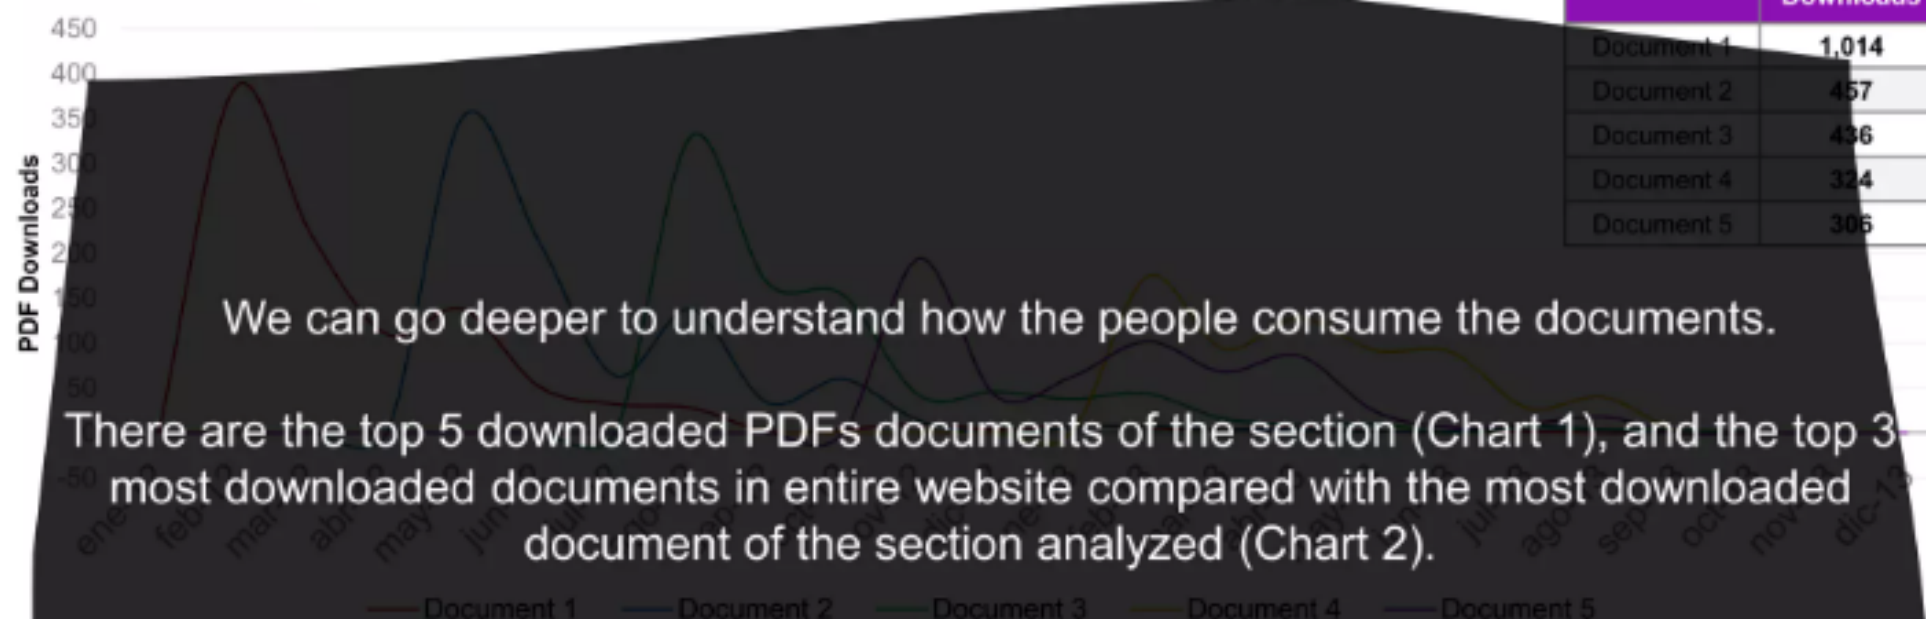 Downloads
450
400
350
300
250
200
150
100
50
-50
PDF Downloads
Document 1 1,014
Document 2 457
Document 3 436
Document 4 324
Document 5 306
We can go deeper to understand how the people consume the documents.
There are the top 5 downloaded PDFs documents of the section (Chart 1), and the top 3
most downloaded documents in entire website compared with the most downloaded
document of the section analyzed (Chart 2).
dic-13
Document 1 Document 2 Document 3 Document 4 Document 5